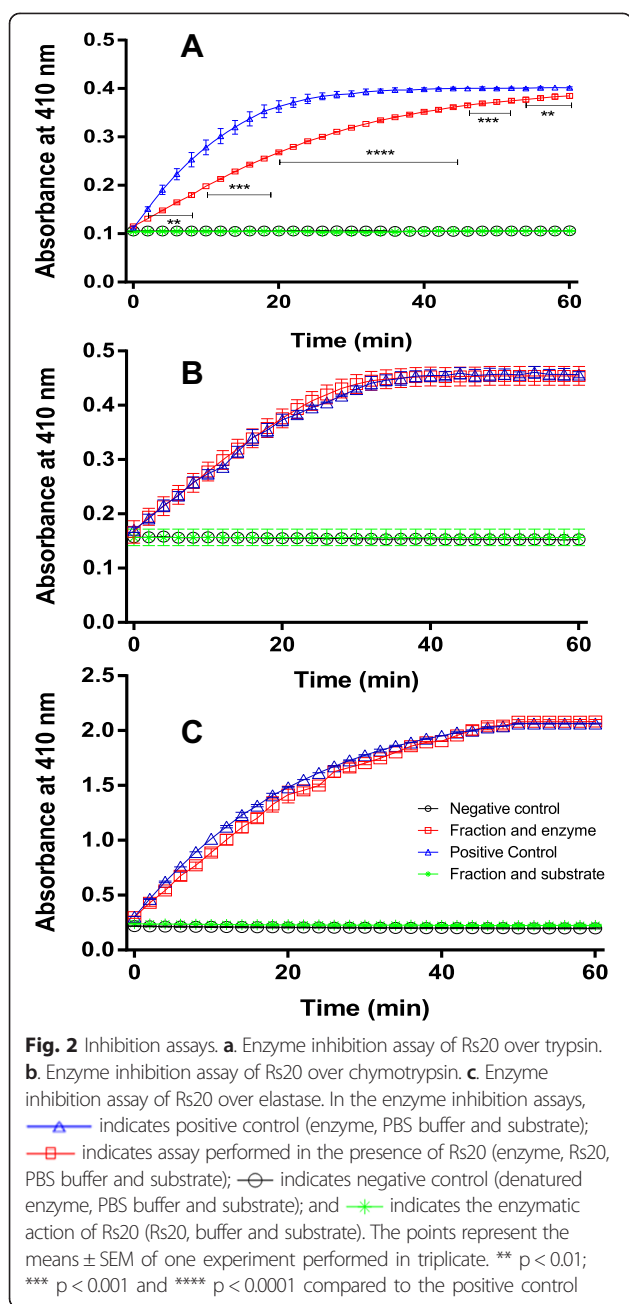 A
Absorbance at 410 nm
0.5
0.4
0.3
0.2
0.1
0.0
**
***
****
***
**
0 20 40 60
Time (min)
B
Absorbance at 410 nm
0.5
0.4
0.3
0.2
0.1
0.0
0 20 40 60
Time (min)
C
Absorbance at 410 nm
2.5
2.0
1.5
1.0
0.5
0.0
Negative control
Fraction and enzyme
Positive Control
Fraction and substrate
0 20 40 60
Time (min)
Fig. 2 Inhibition assays. a. Enzyme inhibition assay of Rs20 over trypsin.
b. Enzyme inhibition assay of Rs20 over chymotrypsin. c. Enzyme
inhibition assay of Rs20 over elastase. In the enzyme inhibition assays,
indicates positive control (enzyme, PBS buffer and substrate);
indicates assay performed in the presence of Rs20 (enzyme, Rs20,
PBS buffer and substrate); indicates negative control (denatured
enzyme, PBS buffer and substrate); and indicates the enzymatic
action of Rs20 (Rs20, buffer and substrate). The points represent the
means ± SEM of one experiment performed in triplicate. ** p < 0.01;
*** p < 0.001 and **** p < 0.0001 compared to the positive control